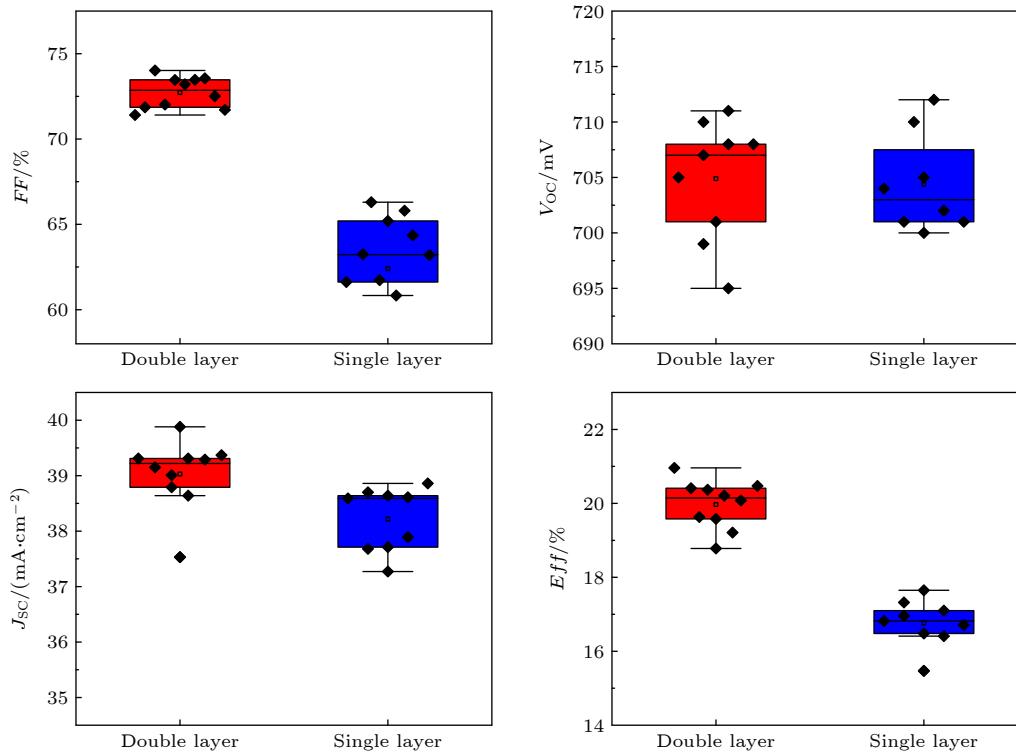 FF/%
75
70
65
60
Double layer Single layer
V_OC/mV
720
715
710
705
700
695
690
Double layer Single layer
J_SC/(mA·cm⁻²)
40
39
38
37
36
35
Double layer Single layer
Eff/%
22
20
18
16
14
Double layer Single layer